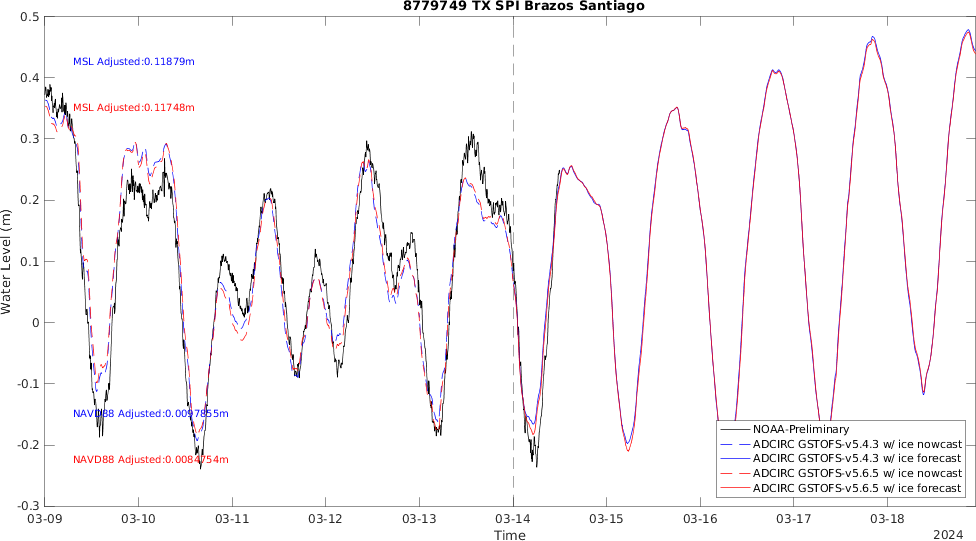 8779749 TX SPI Brazos Santiago
0.5
0.4
0.3
0.2
0.1
0
-0.1
-0.2
-0.3
Water Level (m)
MSL Adjusted:0.11879m
MSL Adjusted:0.11748m
NAVD88 Adjusted:0.0097855m
NAVD88 Adjusted:0.0084754m
NOAA-Preliminary
ADCIRC GSTOFS-v5.4.3 w/ ice nowcast
ADCIRC GSTOFS-v5.4.3 w/ ice forecast
ADCIRC GSTOFS-v5.6.5 w/ ice nowcast
ADCIRC GSTOFS-v5.6.5 w/ ice forecast
03-09 03-10 03-11 03-12 03-13 03-14 03-15 03-16 03-17 03-18
Time
2024